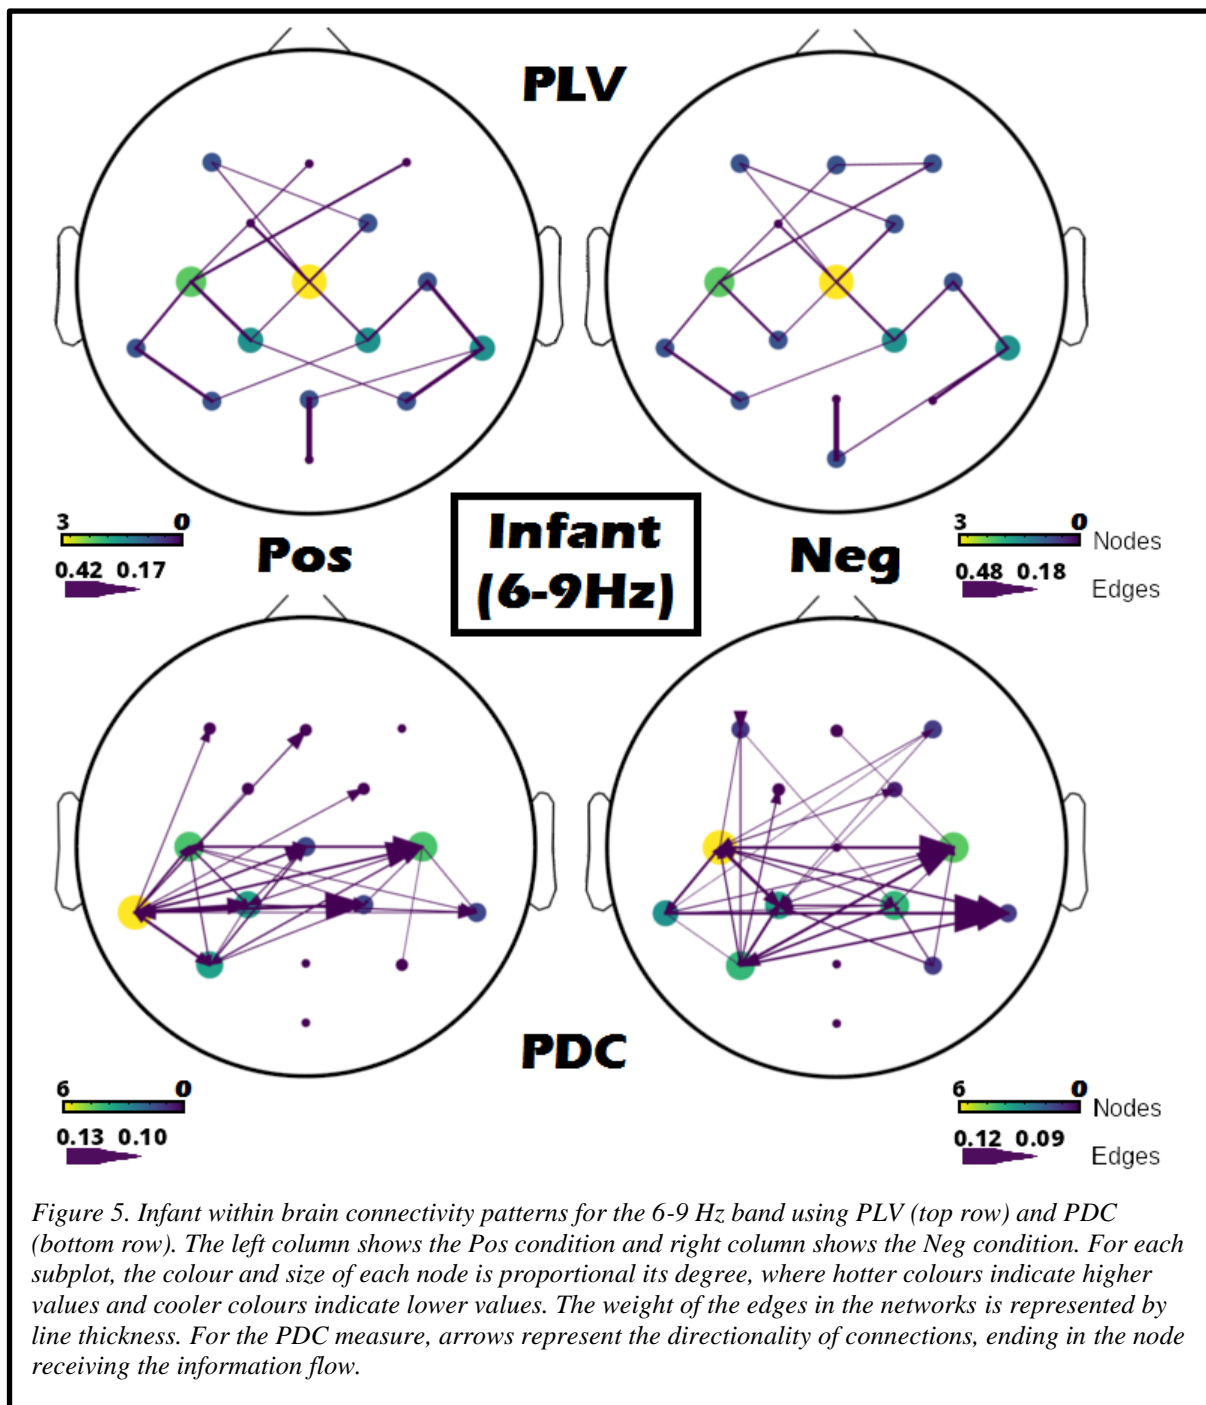 PLV
3 0
0.42 0.17
Pos
Infant
(6-9Hz)
Neg
3 0 Nodes
0.48 0.18 Edges
PDC
6 0
0.13 0.10
6 0 Nodes
0.12 0.09 Edges
Figure 5. Infant within brain connectivity patterns for the 6-9 Hz band using PLV (top row) and PDC
(bottom row). The left column shows the Pos condition and right column shows the Neg condition. For each
subplot, the colour and size of each node is proportional its degree, where hotter colours indicate higher
values and cooler colours indicate lower values. The weight of the edges in the networks is represented by
line thickness. For the PDC measure, arrows represent the directionality of connections, ending in the node
receiving the information flow.